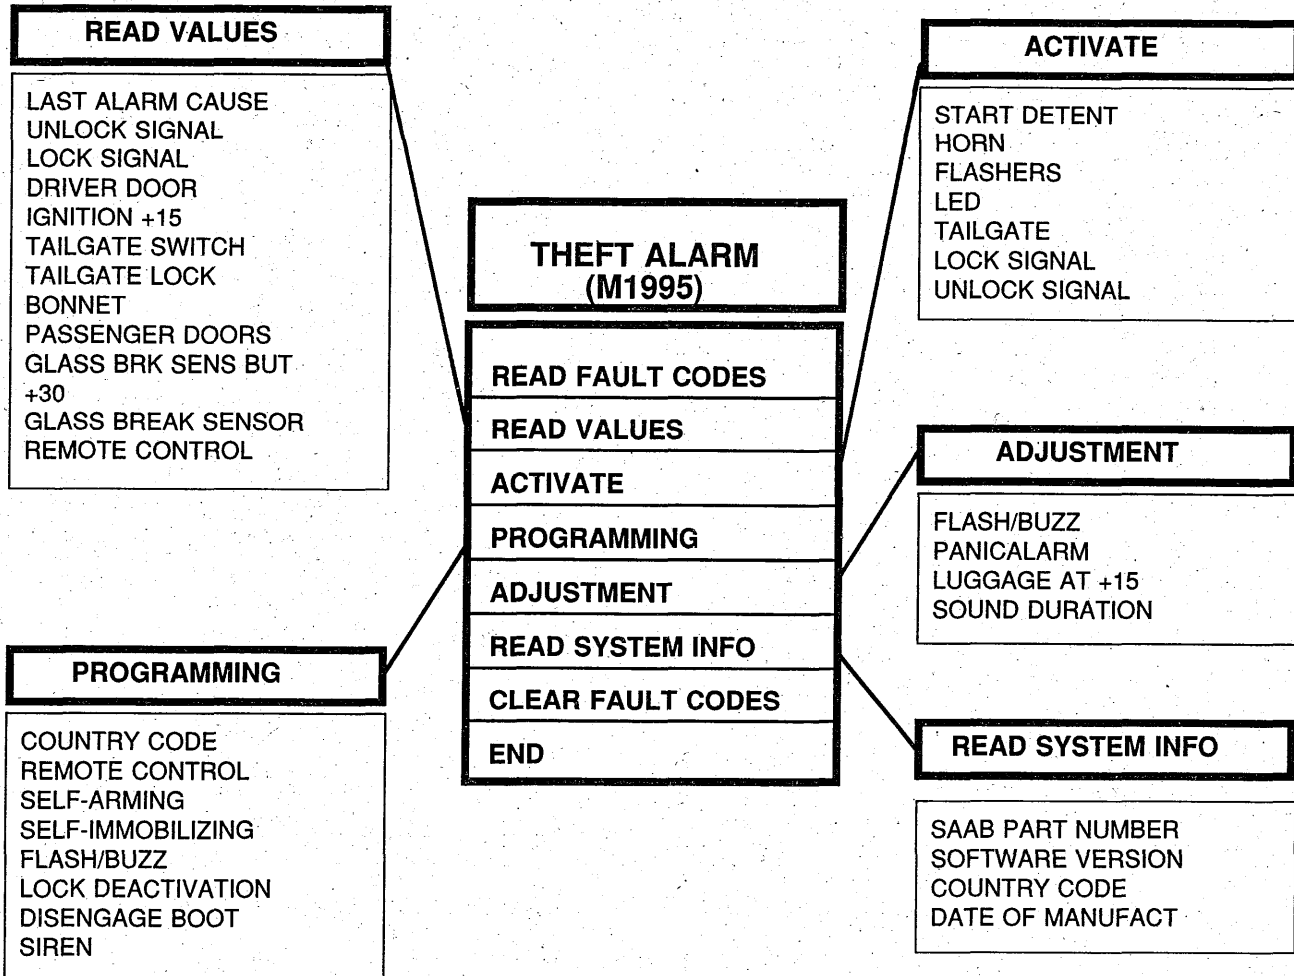 READ VALUES
LAST ALARM CAUSE
UNLOCK SIGNAL
LOCK SIGNAL
DRIVER DOOR
IGNITION +15
TAILGATE SWITCH
TAILGATE LOCK
BONNET
PASSENGER DOORS
GLASS BRK SENS BUT
+30
GLASS BREAK SENSOR
REMOTE CONTROL
PROGRAMMING
COUNTRY CODE
REMOTE CONTROL
SELF-ARMING
SELF-IMMOBILIZING
FLASH/BUZZ
LOCK DEACTIVATION
DISENGAGE BOOT
SIREN
THEFT ALARM
(M1995)
READ FAULT CODES
READ VALUES
ACTIVATE
PROGRAMMING
ADJUSTMENT
READ SYSTEM INFO
CLEAR FAULT CODES
END
ACTIVATE
START DETENT
HORN
FLASHERS
LED
TAILGATE
LOCK SIGNAL
UNLOCK SIGNAL
ADJUSTMENT
FLASH/BUZZ
PANICALARM
LUGGAGE AT +15
SOUND DURATION
READ SYSTEM INFO
SAAB PART NUMBER
SOFTWARE VERSION
COUNTRY CODE
DATE OF MANUFACT